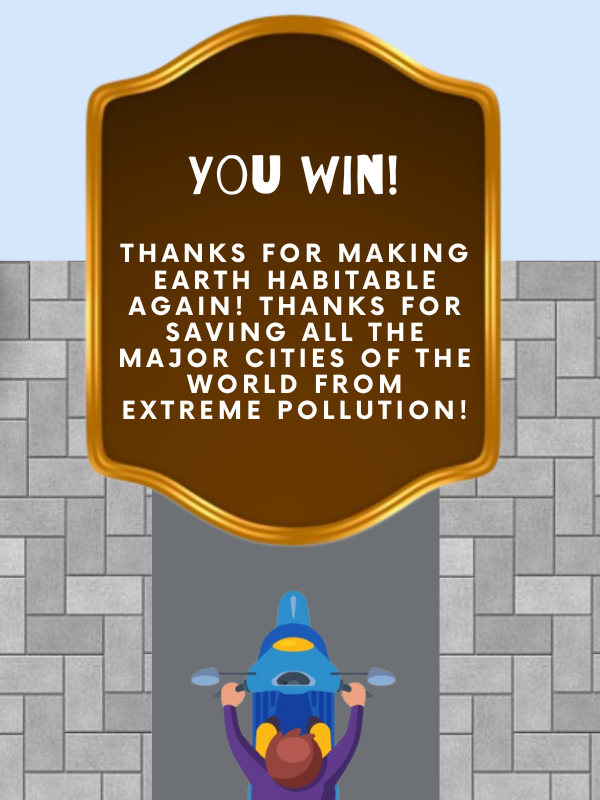 YOU WIN!
THANKS FOR MAKING
EARTH HABITABLE
AGAIN! THANKS FOR
SAVING ALL THE
MAJOR CITIES OF THE
WORLD FROM
EXTREME POLLUTION!